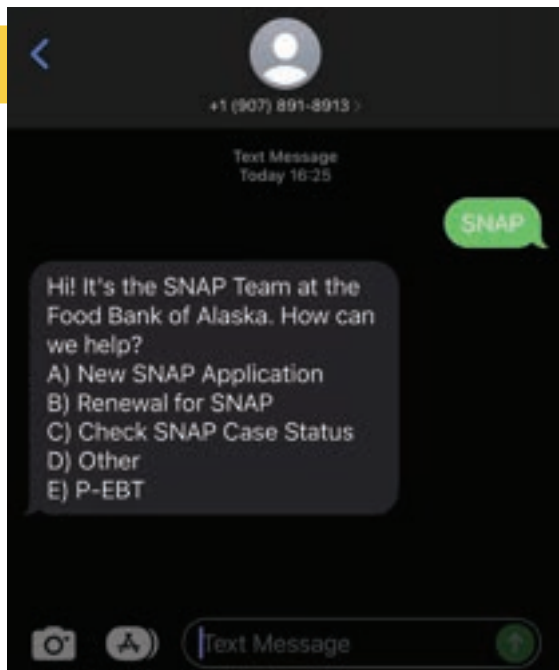 +1 (907) 891-8913 >
Text Message
Today 16:25
SNAP
Hi! It's the SNAP Team at the
Food Bank of Alaska. How can
we help?
A) New SNAP Application
B) Renewal for SNAP
C) Check SNAP Case Status
D) Other
E) P-EBT
Text Message